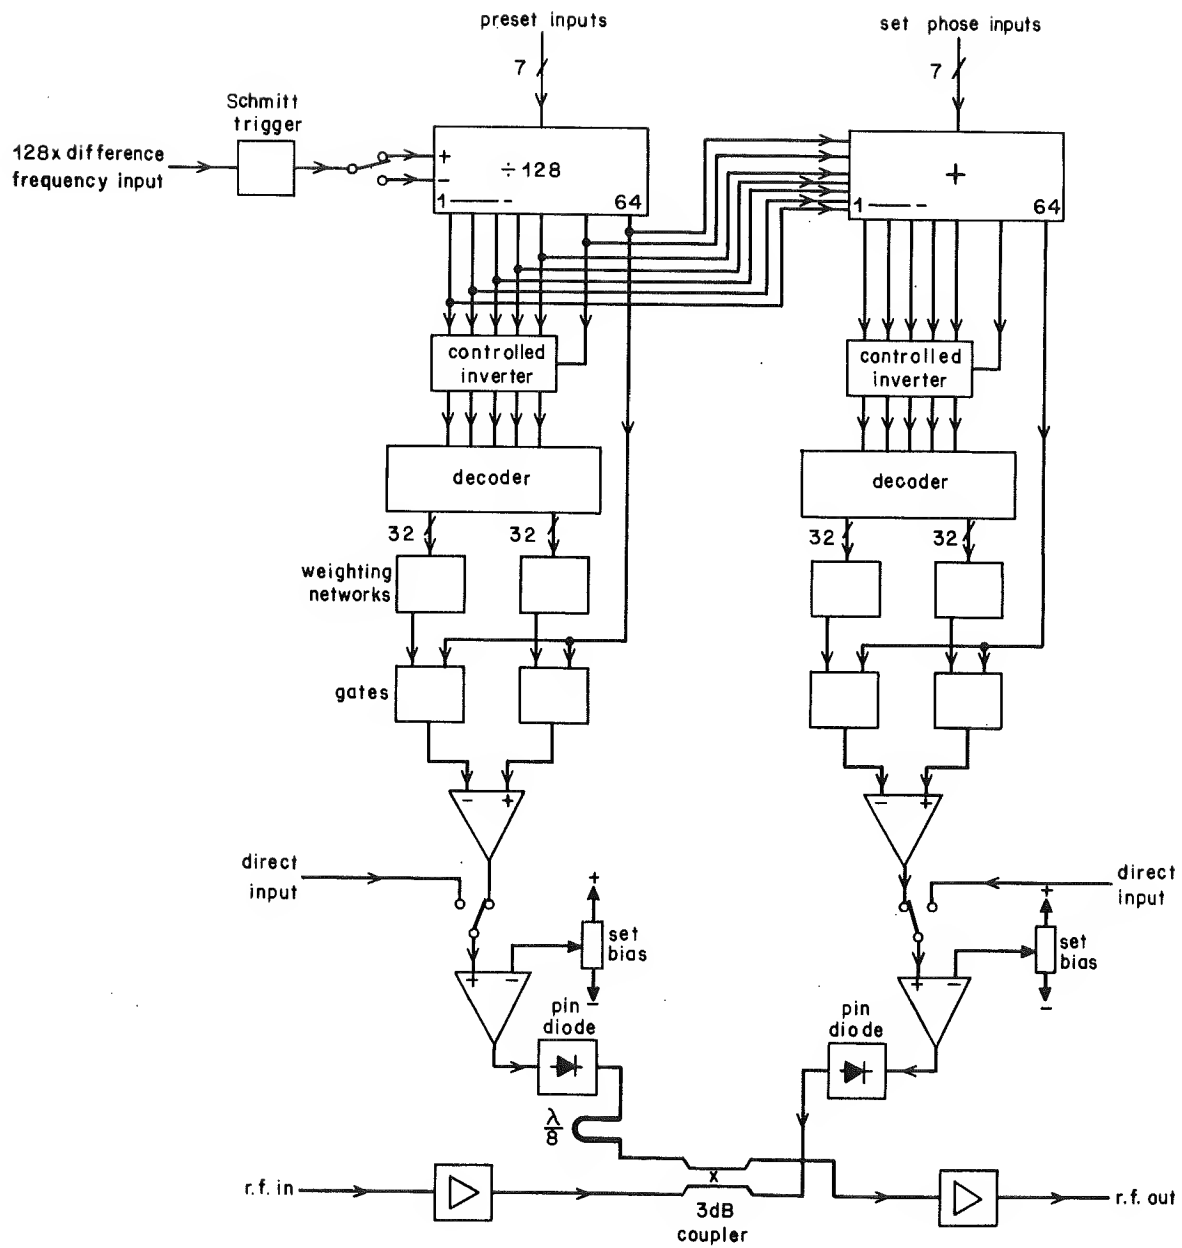 preset inputs
set phose inputs
7
7
Schmitt
trigger
128x difference
frequency input
+
−
÷128
1 —— - 64
+
1 —— - 64
controlled
inverter
controlled
inverter
decoder
decoder
32 32
32 32
weighting
networks
gates
− +
− +
direct
input
direct
input
+
set
bias
−
+
set
bias
−
+ −
+ −
pin
diode
pin
diode
λ
8
r.f. in
x
3dB
coupler
r.f. out